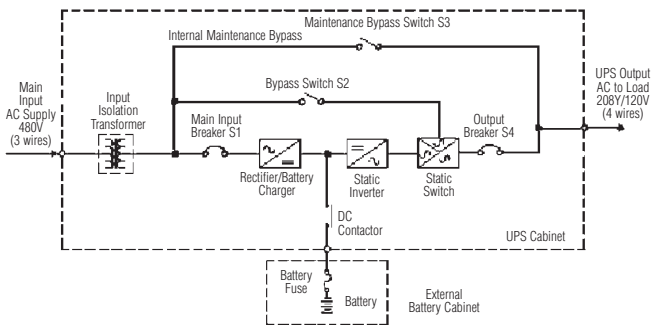 Maintenance Bypass Switch S3
Internal Maintenance Bypass
Main
Input
AC Supply
480V
(3 wires)
Input
Isolation
Transformer
Bypass Switch S2
Main Input
Breaker S1
Output
Breaker S4
UPS Output
AC to Load
208Y/120V
(4 wires)
Rectifier/Battery
Charger
Static
Inverter
Static
Switch
DC
Contactor
UPS Cabinet
Battery
Fuse
Battery
External
Battery Cabinet